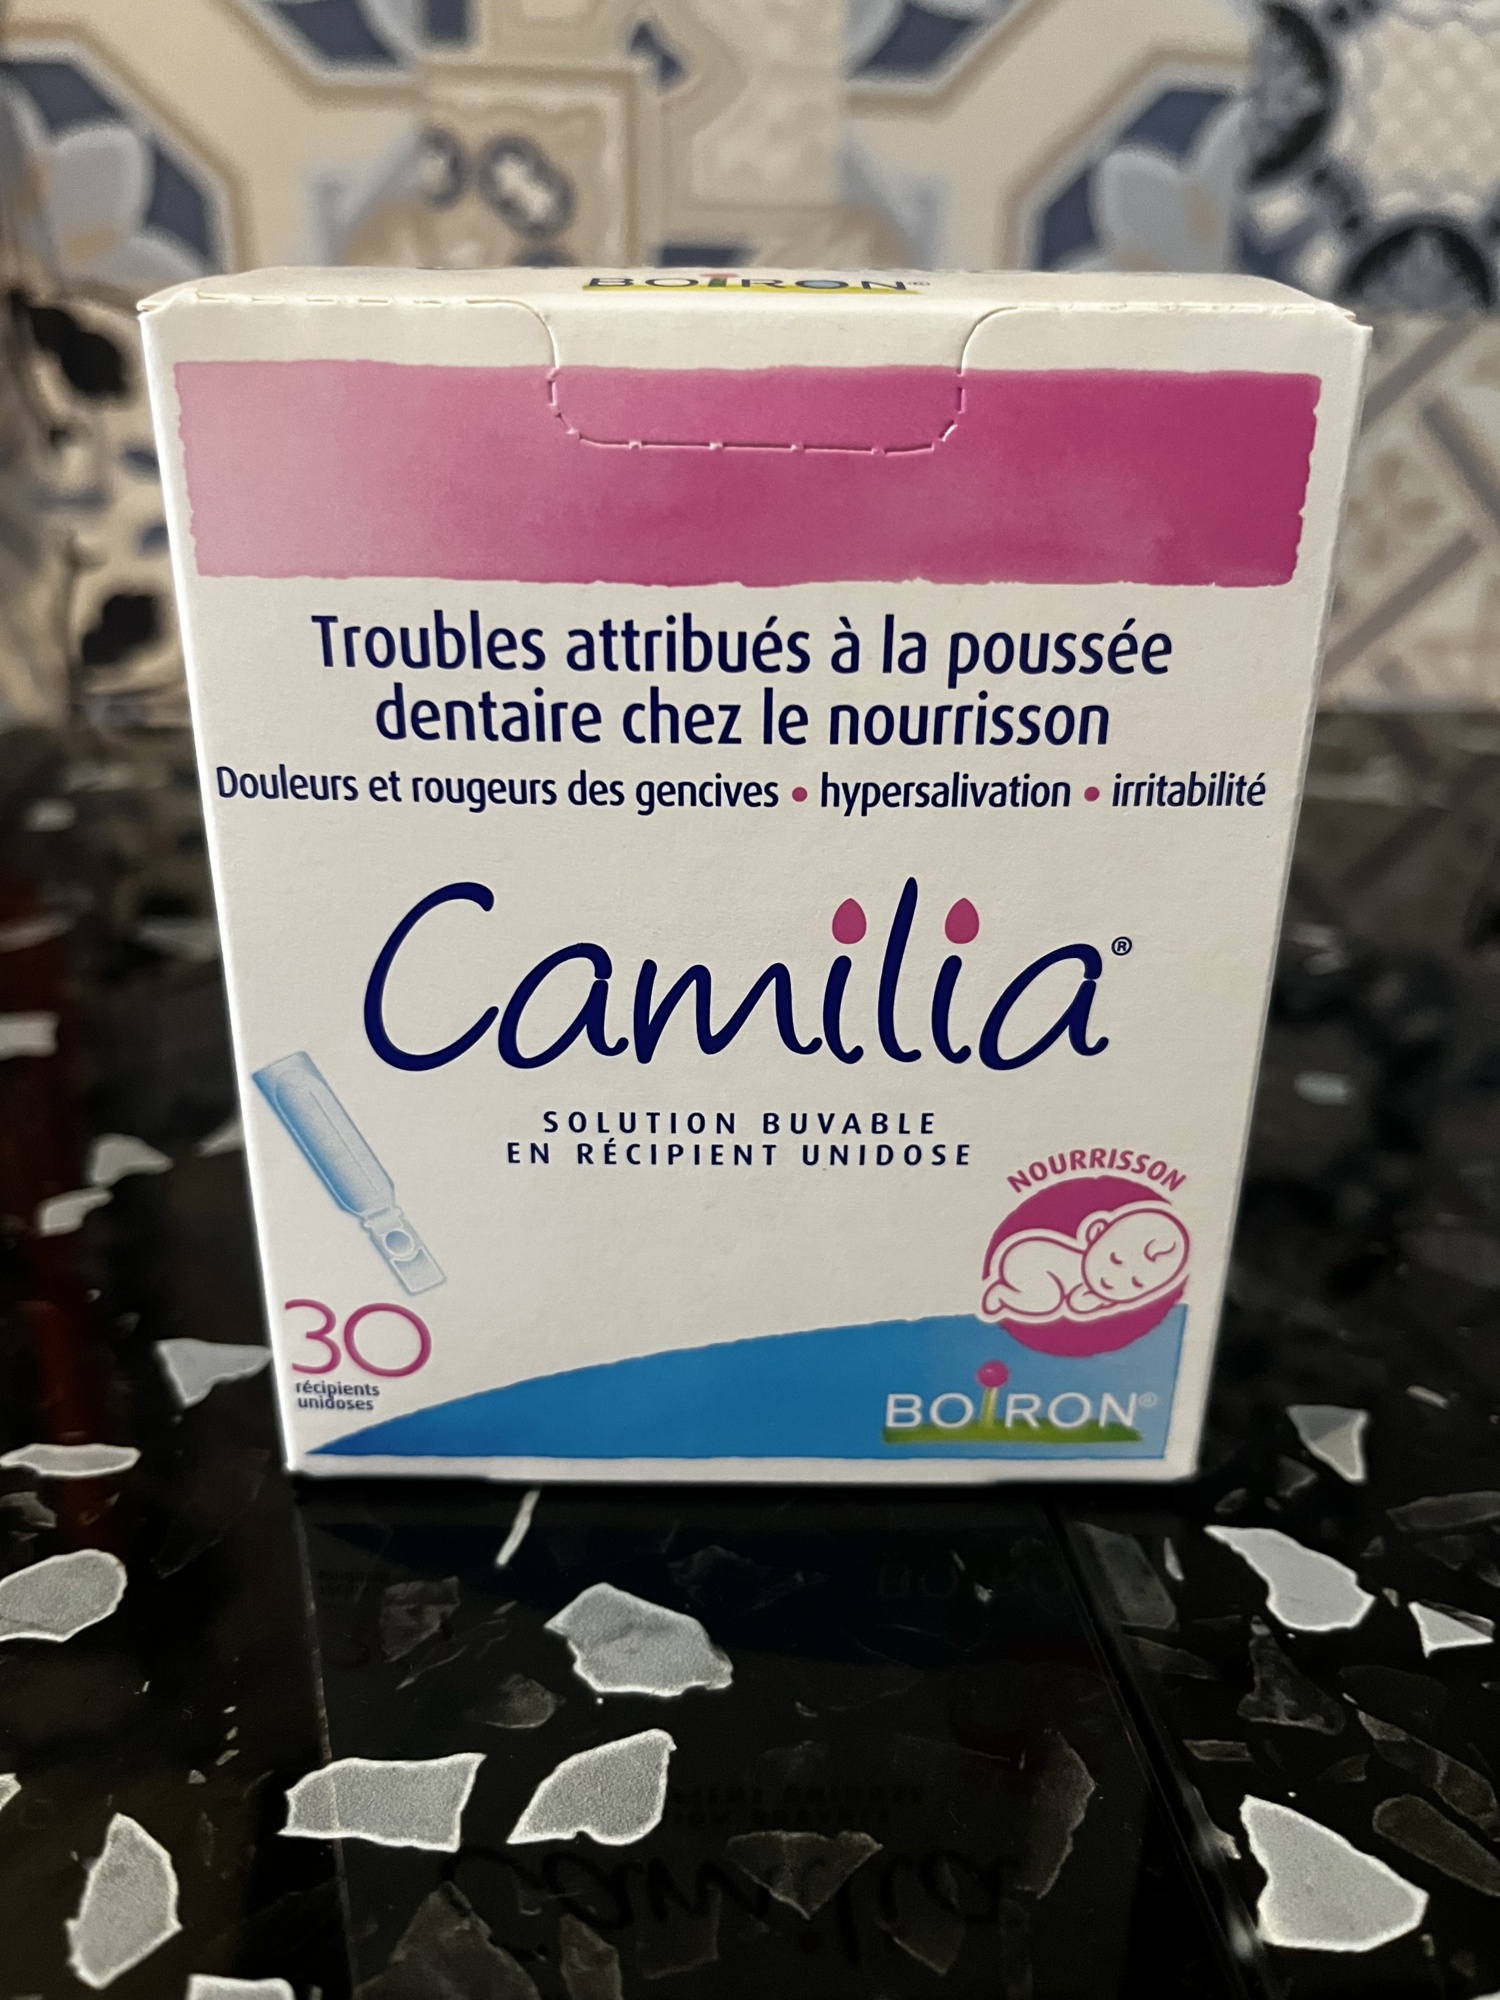 BOIRON®
Troubles attribués à la poussée
dentaire chez le nourrisson
Douleurs et rougeurs des gencives • hypersalivation • irritabilité
Camilia®
SOLUTION BUVABLE
EN RÉCIPIENT UNIDOSE
NOURRISSON
30
récipients
unidoses
BOIRON®